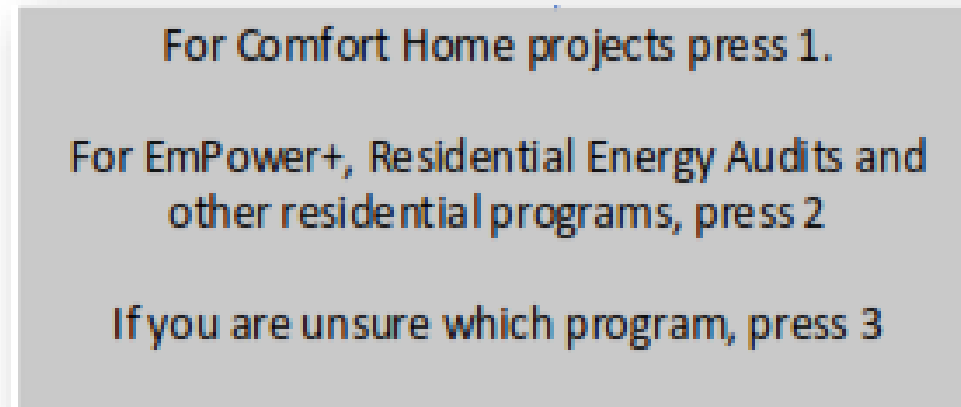 For Comfort Home projects press 1.
For EmPower+, Residential Energy Audits and
other residential programs, press 2
If you are unsure which program, press 3